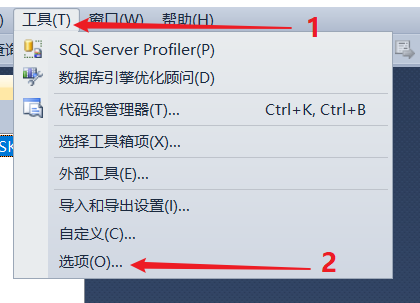 工具(T) 窗口(W) 帮助(H)
1
SQL Server Profiler(P)
数据库引擎优化顾问(D)
代码段管理器(T)... Ctrl+K, Ctrl+B
选择工具箱项(X)...
外部工具(E)...
导入和导出设置(I)...
自定义(C)...
选项(O)... 2